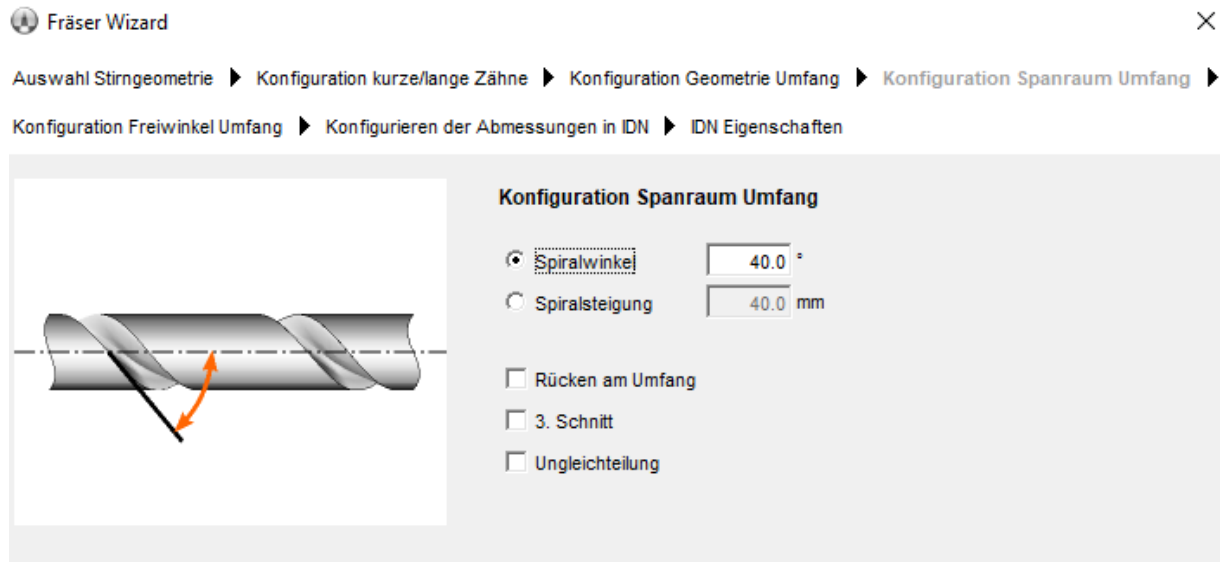 Fräser Wizard
Auswahl Stirngeometrie ▶ Konfiguration kurze/lange Zähne ▶ Konfiguration Geometrie Umfang ▶ Konfiguration Spanraum Umfang ▶
Konfiguration Freiwinkel Umfang ▶ Konfigurieren der Abmessungen in IDN ▶ IDN Eigenschaften
Konfiguration Spanraum Umfang
Spiralwinkel 40.0 °
Spiralsteigung 40.0 mm
Rücken am Umfang
3. Schnitt
Ungleichteilung